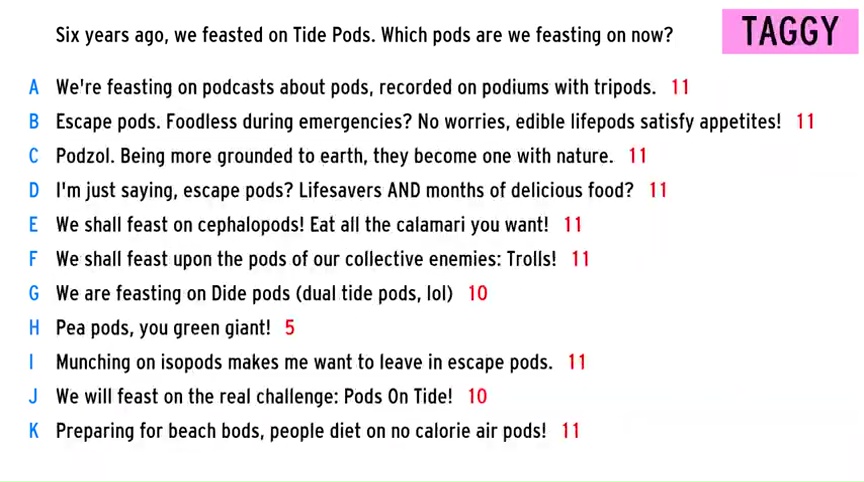 Six years ago, we feasted on Tide Pods. Which pods are we feasting on now?
TAGGY
A We're feasting on podcasts about pods, recorded on podiums with tripods. 11
B Escape pods. Foodless during emergencies? No worries, edible lifepods satisfy appetites! 11
C Podzol. Being more grounded to earth, they become one with nature. 11
D I'm just saying, escape pods? Lifesavers AND months of delicious food? 11
E We shall feast on cephalopods! Eat all the calamari you want! 11
F We shall feast upon the pods of our collective enemies: Trolls! 11
G We are feasting on Dide pods (dual tide pods, lol) 10
H Pea pods, you green giant! 5
I Munching on isopods makes me want to leave in escape pods. 11
J We will feast on the real challenge: Pods On Tide! 10
K Preparing for beach bods, people diet on no calorie air pods! 11